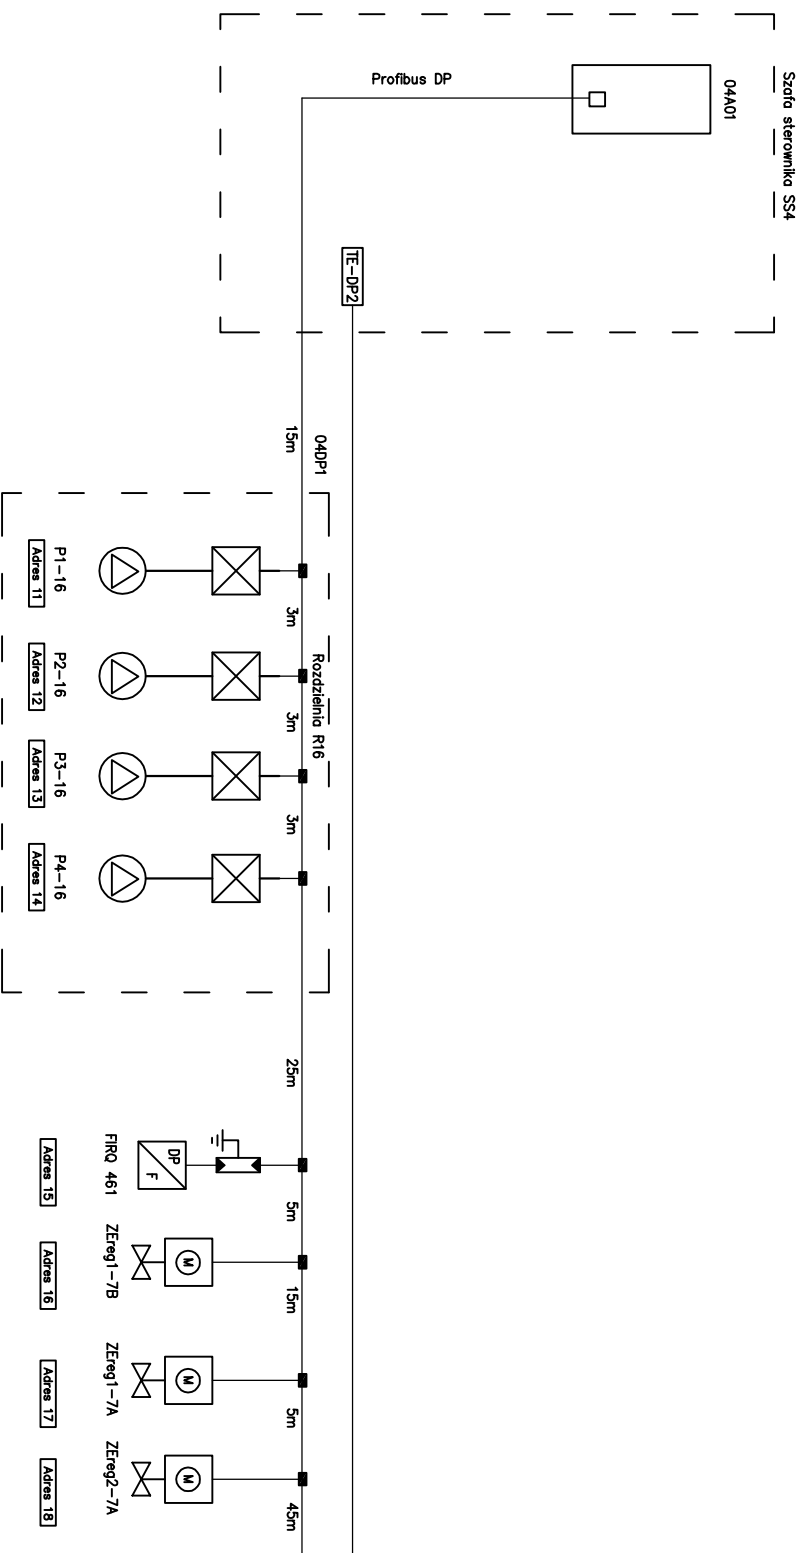 Szafa sterownika SS4
04A01
Profibus DP
TE-DP2
04DP1
15m
Rozdzielnia R16
3m
3m
3m
P1-16
Adres 11
P2-16
Adres 12
P3-16
Adres 13
P4-16
Adres 14
25m
DP
F
FIRQ 461
Adres 15
5m
M
ZEreg1-7B
Adres 16
15m
M
ZEreg1-7A
Adres 17
5m
M
ZEreg2-7A
Adres 18
45m